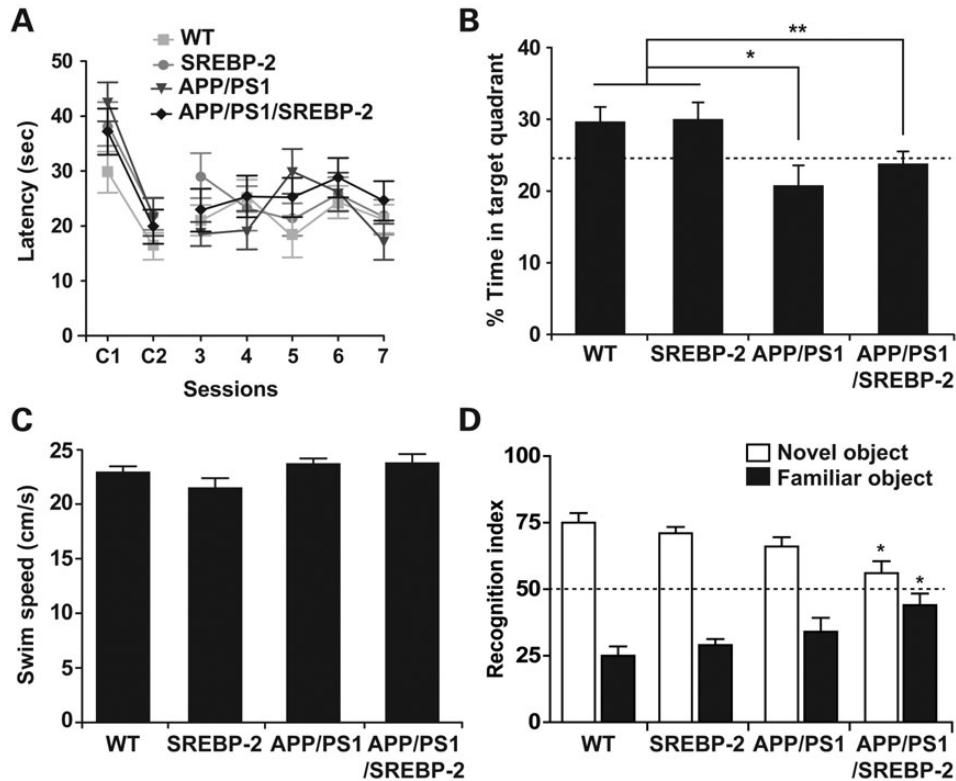 A
WT
SREBP-2
APP/PS1
APP/PS1/SREBP-2
Latency (sec)
50
40
30
20
10
0
C1 C2 3 4 5 6 7
Sessions
B
**
*
% Time in target quadrant
40
30
20
10
0
WT SREBP-2 APP/PS1 APP/PS1
/SREBP-2
C
Swim speed (cm/s)
25
20
15
10
5
0
WT SREBP-2 APP/PS1 APP/PS1
/SREBP-2
D
Novel object
Familiar object
Recognition index
100
75
50
25
0
*
*
WT SREBP-2 APP/PS1 APP/PS1
/SREBP-2